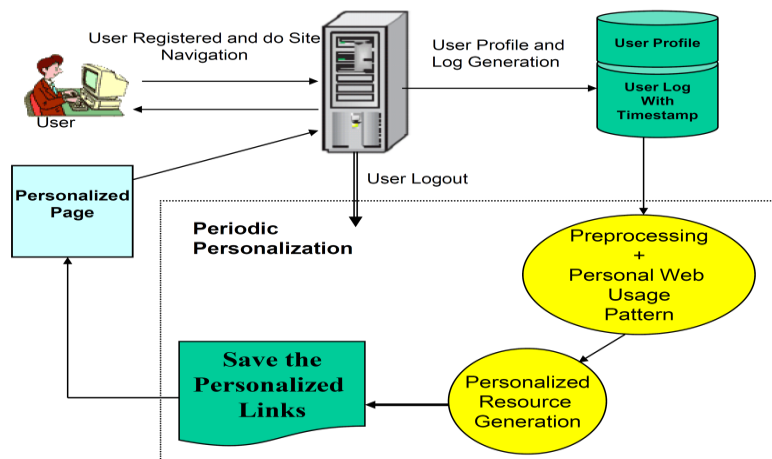 User Registered and do Site
Navigation
User Profile and
Log Generation
User Profile
User Log
With
Timestamp
User
User Logout
Personalized
Page
Periodic
Personalization
Preprocessing
+
Personal Web
Usage
Pattern
Save the
Personalized
Links
Personalized
Resource
Generation